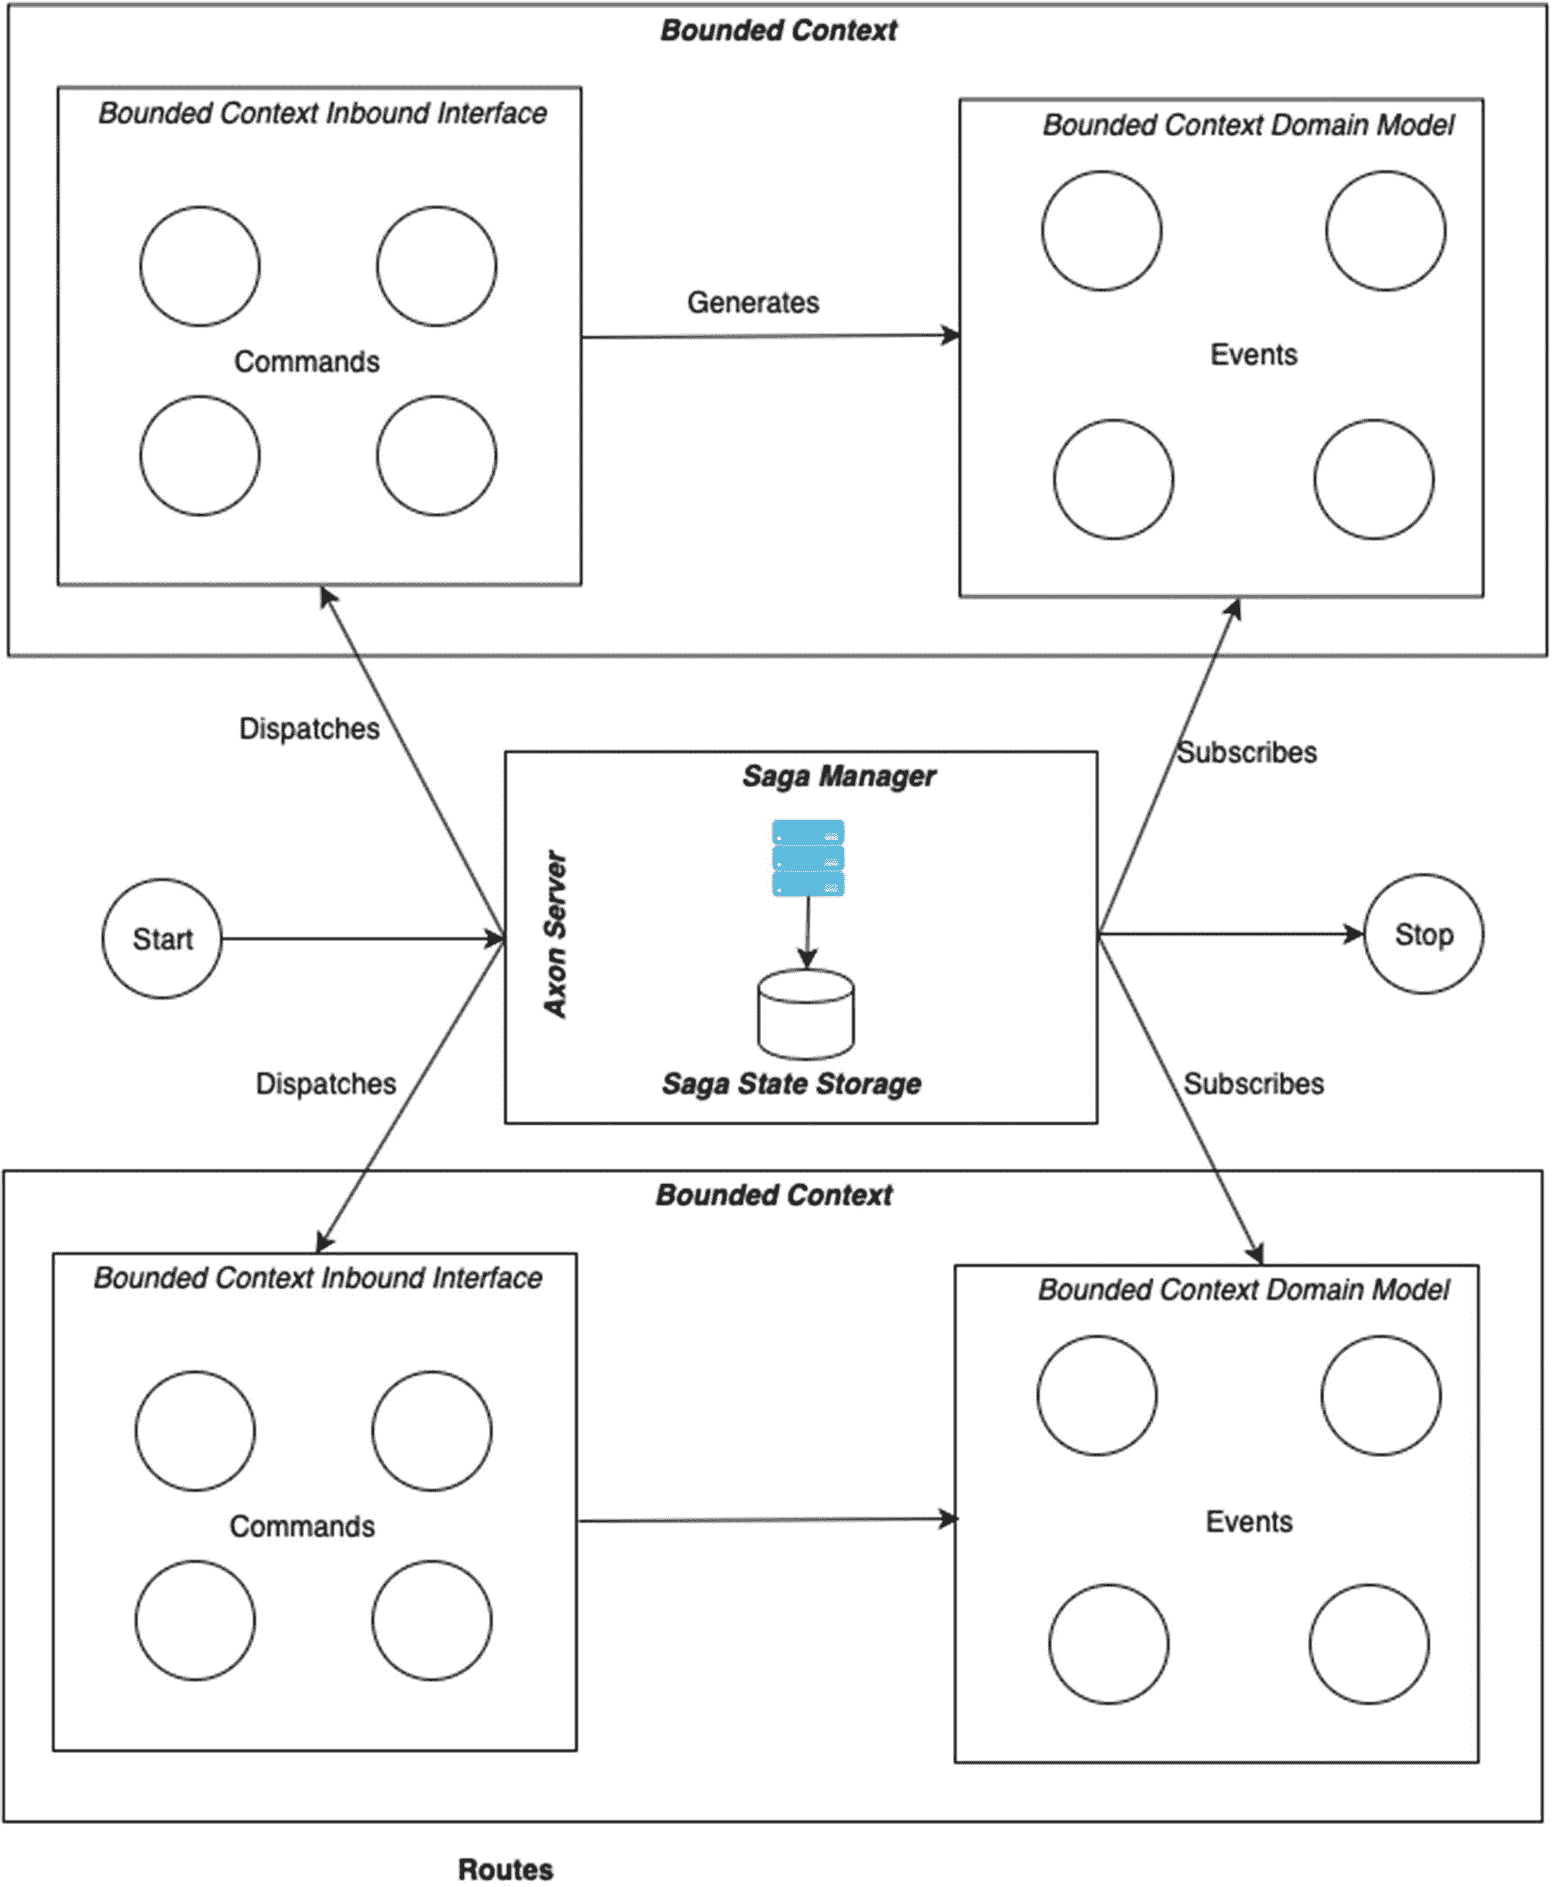 Bounded Context
Bounded Context Inbound Interface
Bounded Context Domain Model
Generates
Commands
Events
Dispatches
Subscribes
Saga Manager
Axon Server
Start
Stop
Saga State Storage
Dispatches
Subscribes
Bounded Context
Bounded Context Inbound Interface
Bounded Context Domain Model
Commands
Events
Routes